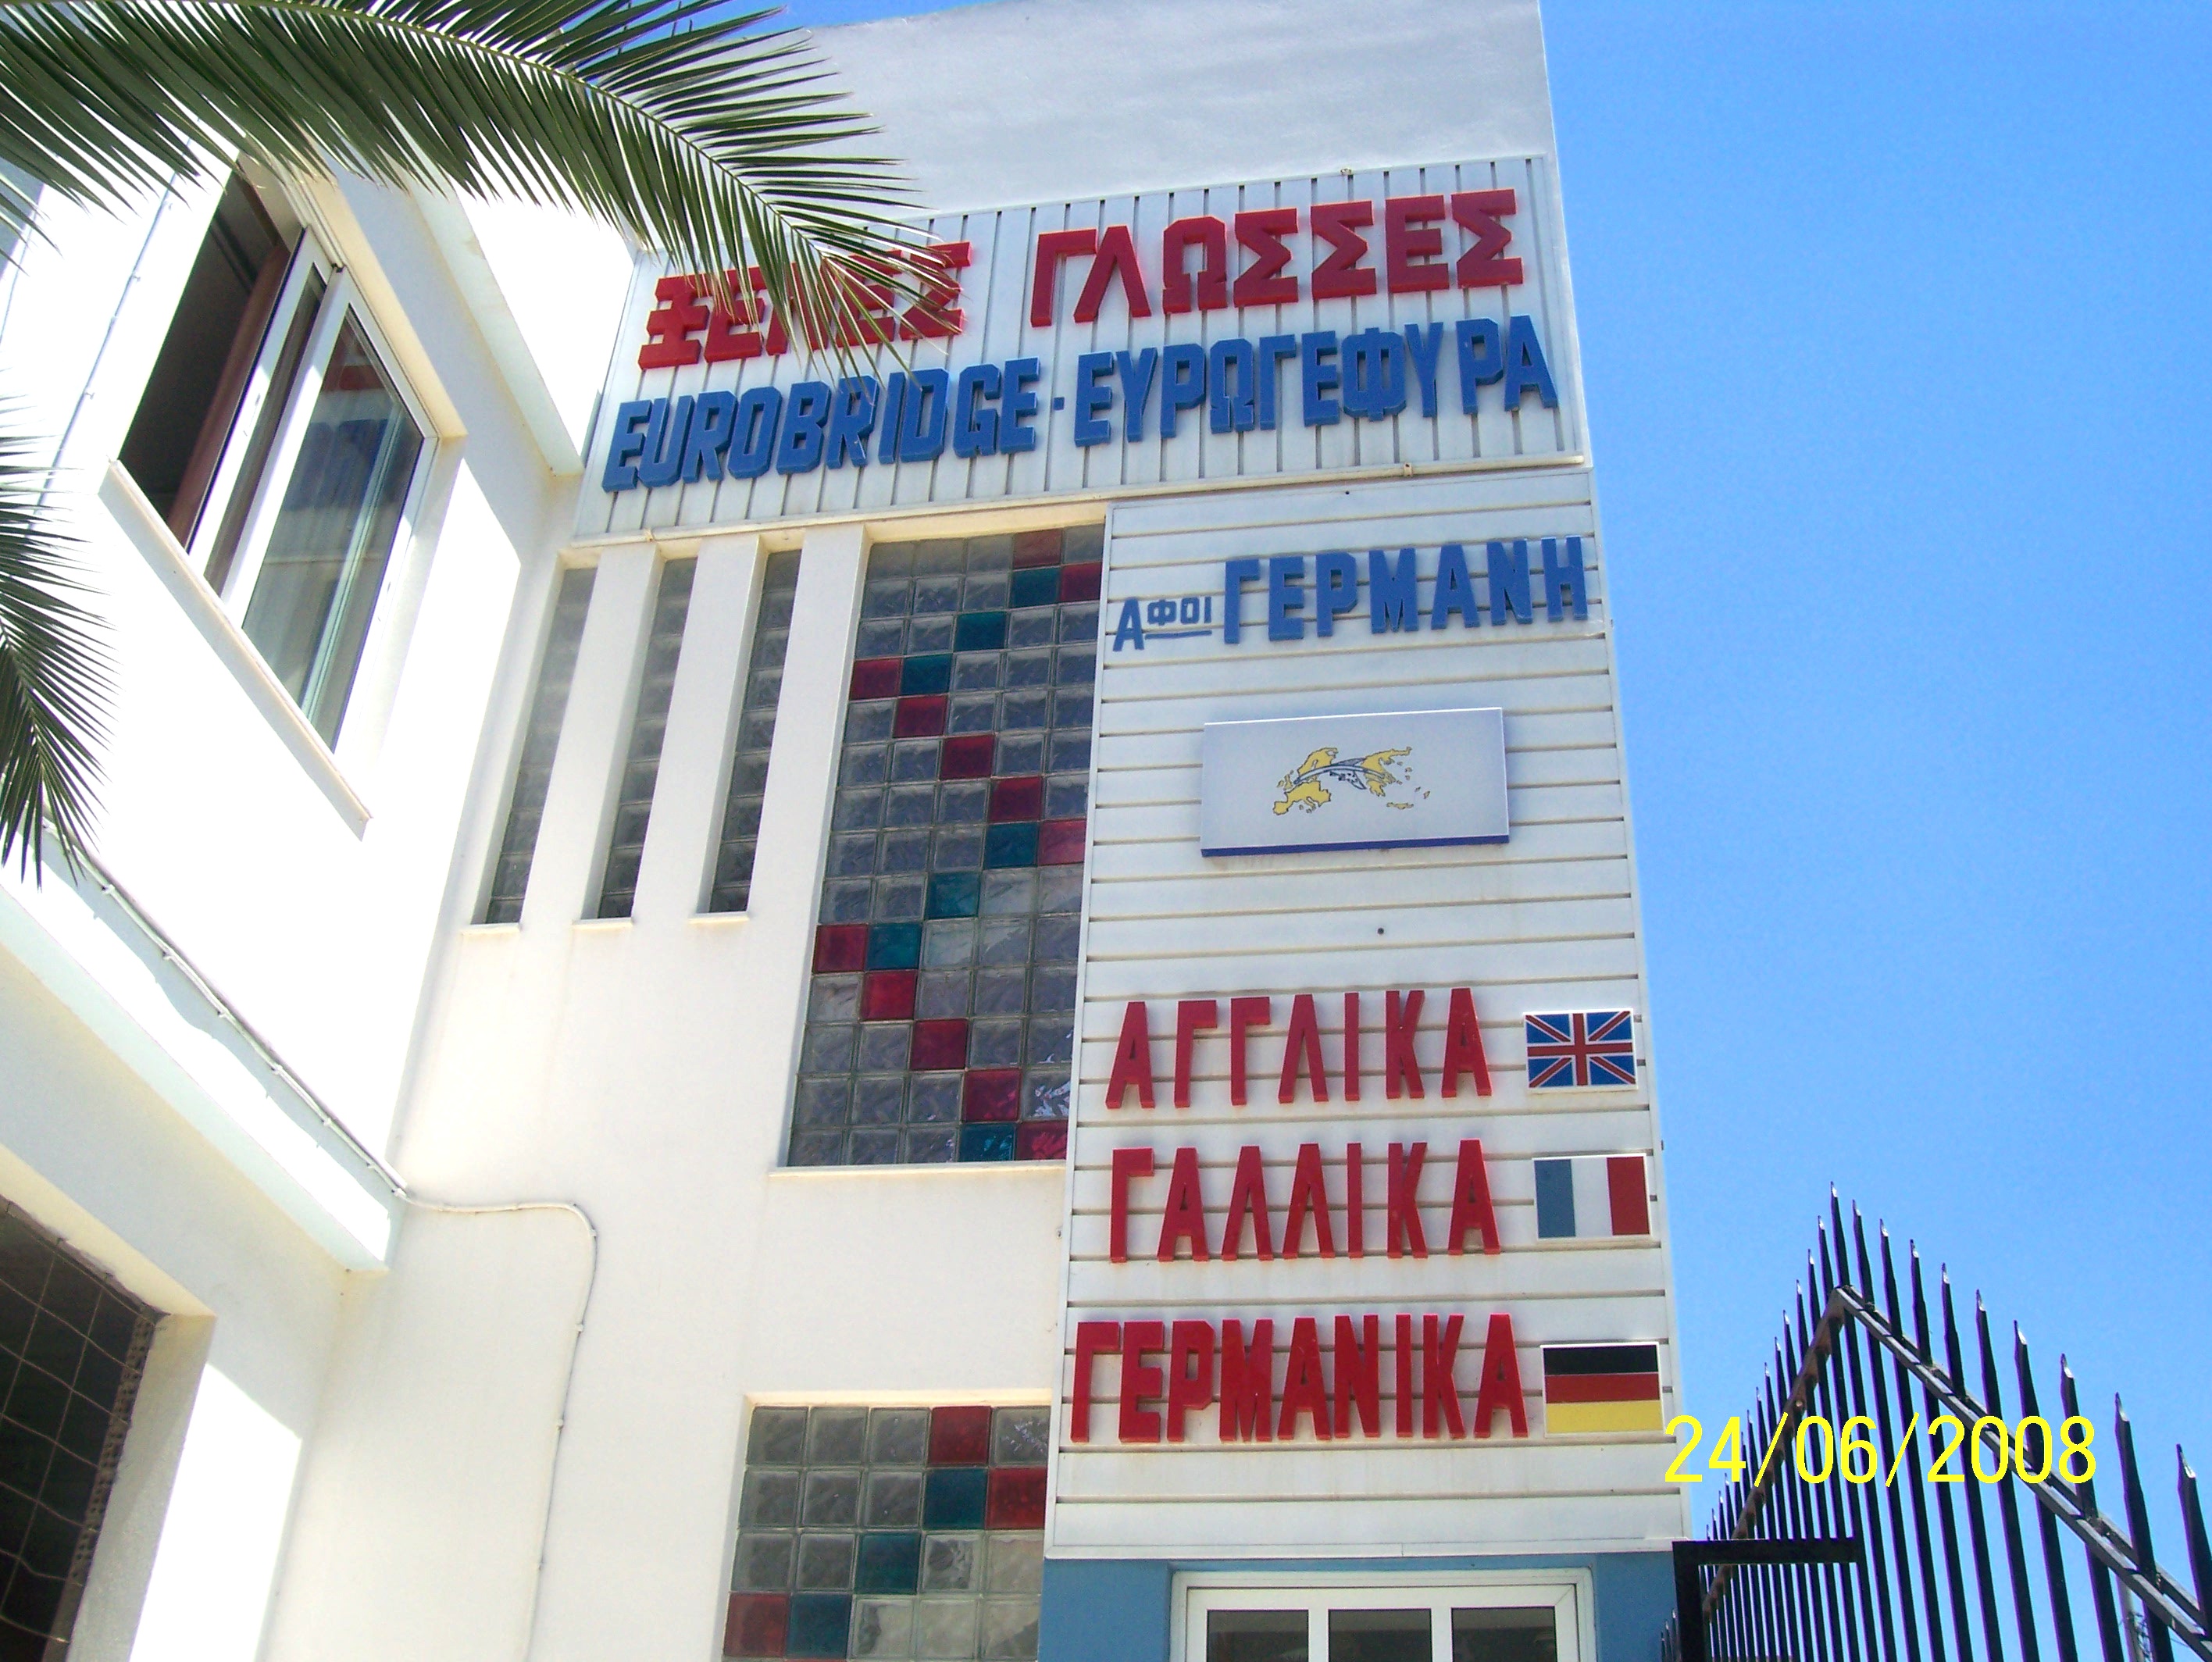 ΞΕΝΕΣ ΓΛΩΣΣΕΣ
EUROBRIDGE · ΕΥΡΩΓΕΦΥΡΑ
ΑΦΟΙ ΓΕΡΜΑΝΗ
ΑΓΓΛΙΚΑ
ΓΑΛΛΙΚΑ
ΓΕΡΜΑΝΙΚΑ
24/06/2008